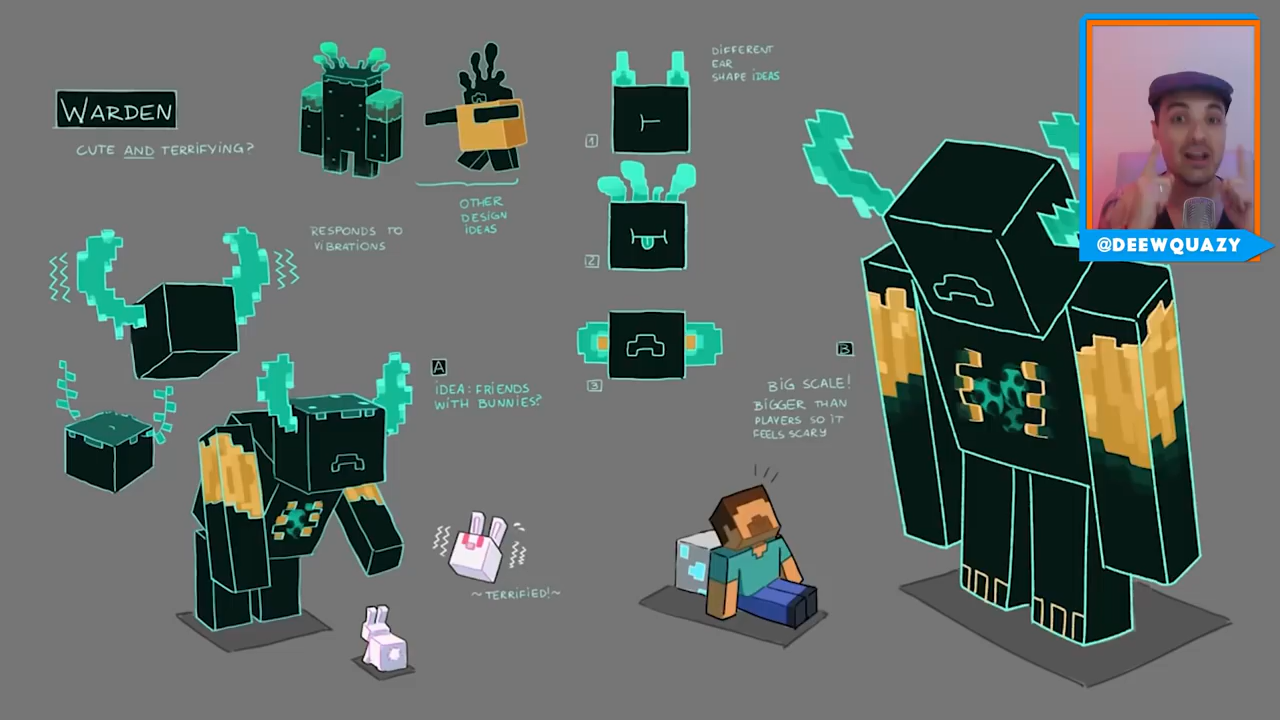 WARDEN
CUTE AND TERRIFYING?
RESPONDS TO
VIBRATIONS
OTHER
DESIGN
IDEAS
DIFFERENT
EAR
SHAPE IDEAS
1
2
3
@DEEWQUAZY
A
IDEA: FRIENDS
WITH BUNNIES?
~TERRIFIED!~
B
BIG SCALE!
BIGGER THAN
PLAYERS SO IT
FEELS SCARY